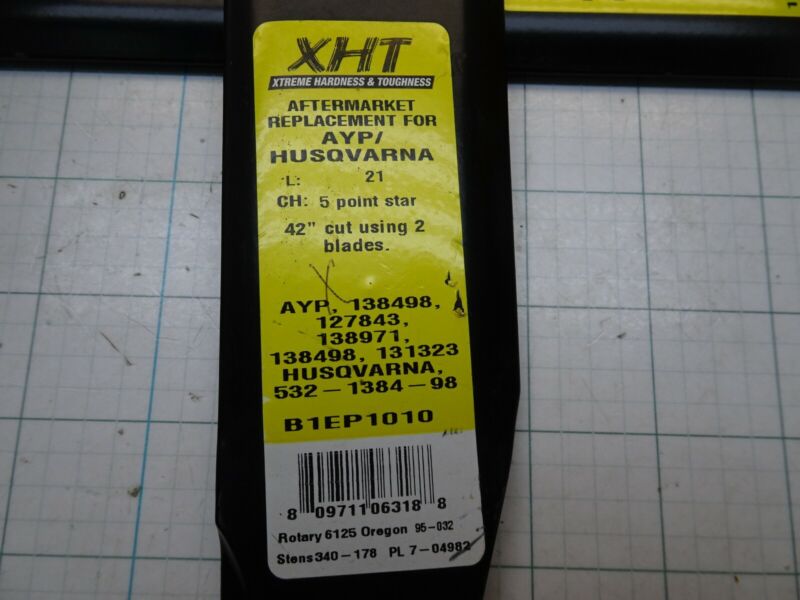 XHT
XTREME HARDNESS & TOUGHNESS
AFTERMARKET
REPLACEMENT FOR
AYP/
HUSQVARNA
L: 21
CH: 5 point star
42" cut using 2
blades.
AYP, 138498,
127843,
138971,
138498, 131323
HUSQVARNA,
532-1384-98
B1EP1010
8 09711 06318 8
Rotary 6125 Oregon 95-032
Stens 340-178 PL 7-04982